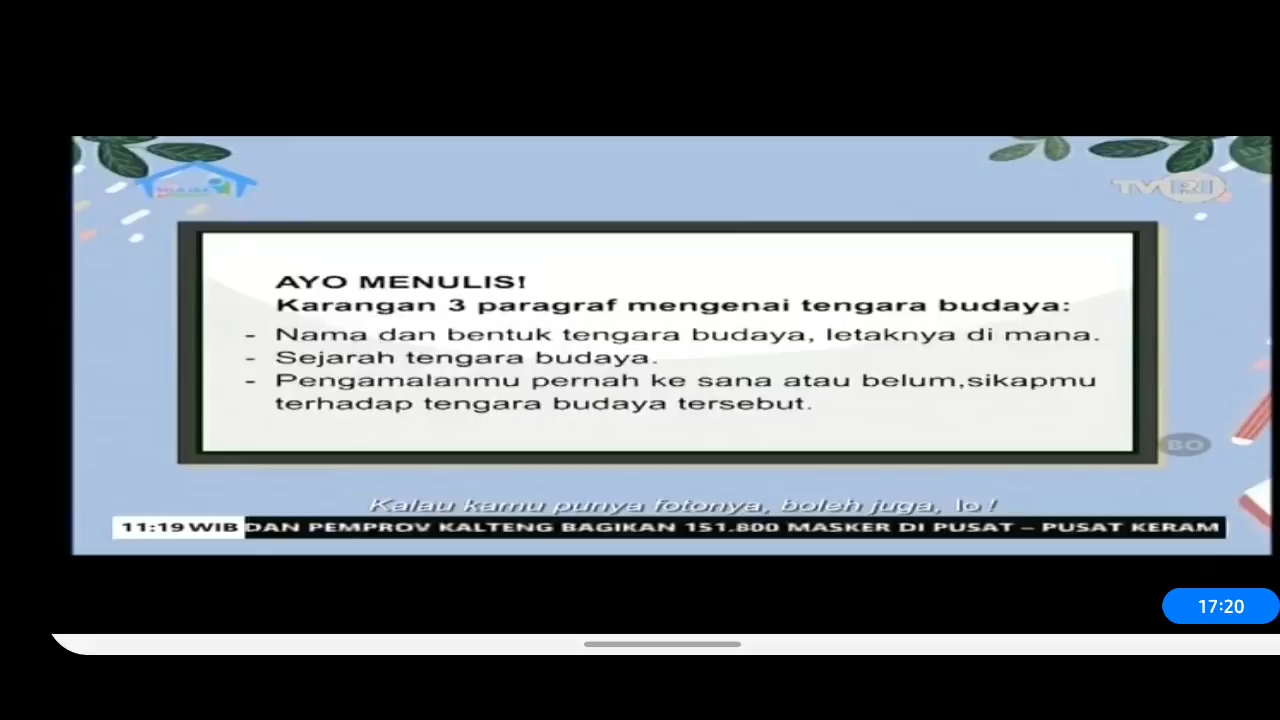 BELAJAR
TVRI
AYO MENULIS!
Karangan 3 paragraf mengenai tengara budaya:
- Nama dan bentuk tengara budaya, letaknya di mana.
- Sejarah tengara budaya.
- Pengamalanmu pernah ke sana atau belum,sikapmu
terhadap tengara budaya tersebut.
BO
Kalau kamu punya fotonya, boleh juga, lo !
11:19 WIB DAN PEMPROV KALTENG BAGIKAN 151.800 MASKER DI PUSAT – PUSAT KERAM
17:20